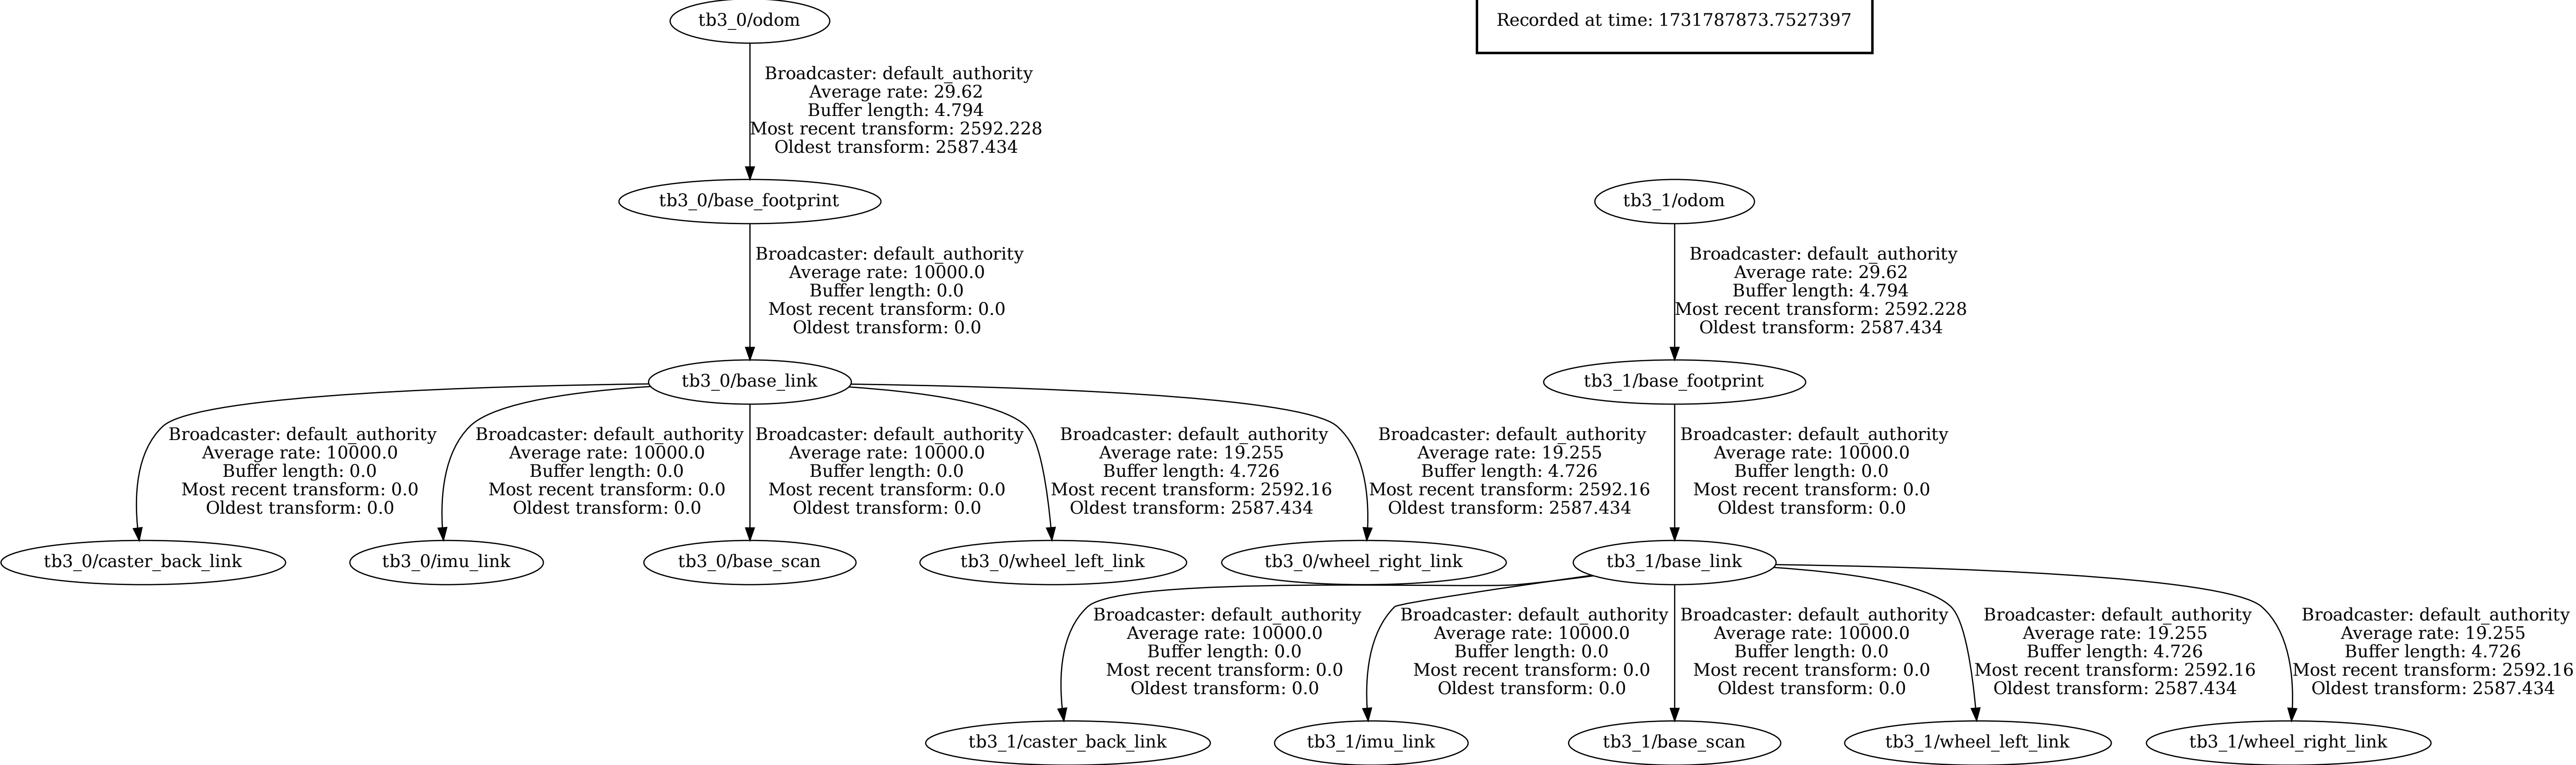 tb3_0/odom
Recorded at time: 1731787873.7527397
Broadcaster: default_authority
Average rate: 29.62
Buffer length: 4.794
Most recent transform: 2592.228
Oldest transform: 2587.434
tb3_0/base_footprint
tb3_1/odom
Broadcaster: default_authority
Average rate: 10000.0
Buffer length: 0.0
Most recent transform: 0.0
Oldest transform: 0.0
Broadcaster: default_authority
Average rate: 29.62
Buffer length: 4.794
Most recent transform: 2592.228
Oldest transform: 2587.434
tb3_0/base_link
tb3_1/base_footprint
Broadcaster: default_authority
Average rate: 10000.0
Buffer length: 0.0
Most recent transform: 0.0
Oldest transform: 0.0
Broadcaster: default_authority
Average rate: 10000.0
Buffer length: 0.0
Most recent transform: 0.0
Oldest transform: 0.0
Broadcaster: default_authority
Average rate: 10000.0
Buffer length: 0.0
Most recent transform: 0.0
Oldest transform: 0.0
Broadcaster: default_authority
Average rate: 19.255
Buffer length: 4.726
Most recent transform: 2592.16
Oldest transform: 2587.434
Broadcaster: default_authority
Average rate: 19.255
Buffer length: 4.726
Most recent transform: 2592.16
Oldest transform: 2587.434
Broadcaster: default_authority
Average rate: 10000.0
Buffer length: 0.0
Most recent transform: 0.0
Oldest transform: 0.0
tb3_0/caster_back_link
tb3_0/imu_link
tb3_0/base_scan
tb3_0/wheel_left_link
tb3_0/wheel_right_link
tb3_1/base_link
Broadcaster: default_authority
Average rate: 10000.0
Buffer length: 0.0
Most recent transform: 0.0
Oldest transform: 0.0
Broadcaster: default_authority
Average rate: 10000.0
Buffer length: 0.0
Most recent transform: 0.0
Oldest transform: 0.0
Broadcaster: default_authority
Average rate: 10000.0
Buffer length: 0.0
Most recent transform: 0.0
Oldest transform: 0.0
Broadcaster: default_authority
Average rate: 19.255
Buffer length: 4.726
Most recent transform: 2592.16
Oldest transform: 2587.434
Broadcaster: default_authority
Average rate: 19.255
Buffer length: 4.726
Most recent transform: 2592.16
Oldest transform: 2587.434
tb3_1/caster_back_link
tb3_1/imu_link
tb3_1/base_scan
tb3_1/wheel_left_link
tb3_1/wheel_right_link